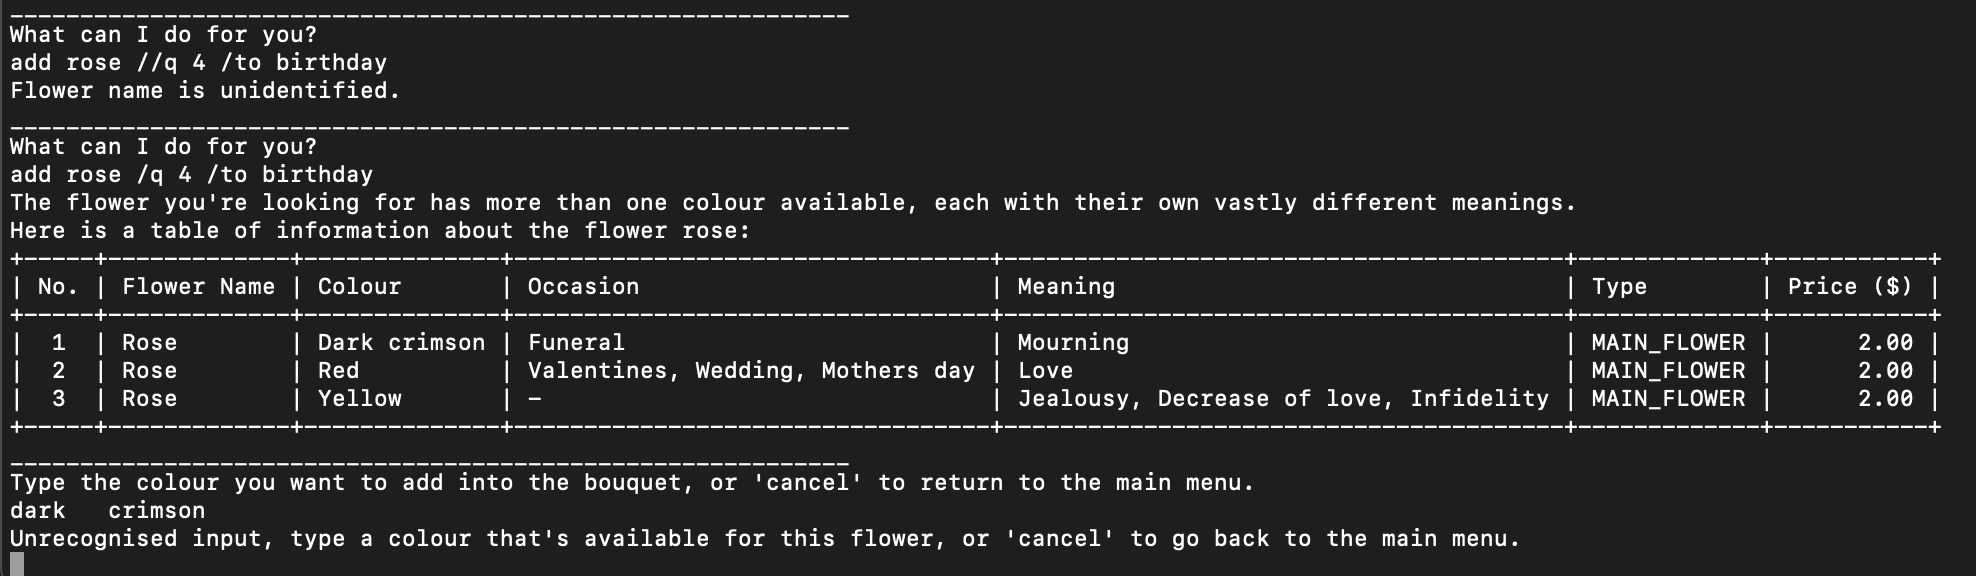 ____________________________________________________________
What can I do for you?
add rose //q 4 /to birthday
Flower name is unidentified.
____________________________________________________________
What can I do for you?
add rose /q 4 /to birthday
The flower you're looking for has more than one colour available, each with their own vastly different meanings.
Here is a table of information about the flower rose:
+-----+-------------+--------------+----------------------------------+----------------------------------------+-------------+-----------+
| No. | Flower Name | Colour       | Occasion                         | Meaning                                | Type        | Price ($) |
+-----+-------------+--------------+----------------------------------+----------------------------------------+-------------+-----------+
|  1  | Rose        | Dark crimson | Funeral                          | Mourning                               | MAIN_FLOWER |      2.00 |
|  2  | Rose        | Red          | Valentines, Wedding, Mothers day | Love                                   | MAIN_FLOWER |      2.00 |
|  3  | Rose        | Yellow       | -                                | Jealousy, Decrease of love, Infidelity | MAIN_FLOWER |      2.00 |
+-----+-------------+--------------+----------------------------------+----------------------------------------+-------------+-----------+
____________________________________________________________
Type the colour you want to add into the bouquet, or 'cancel' to return to the main menu.
dark   crimson
Unrecognised input, type a colour that's available for this flower, or 'cancel' to go back to the main menu.